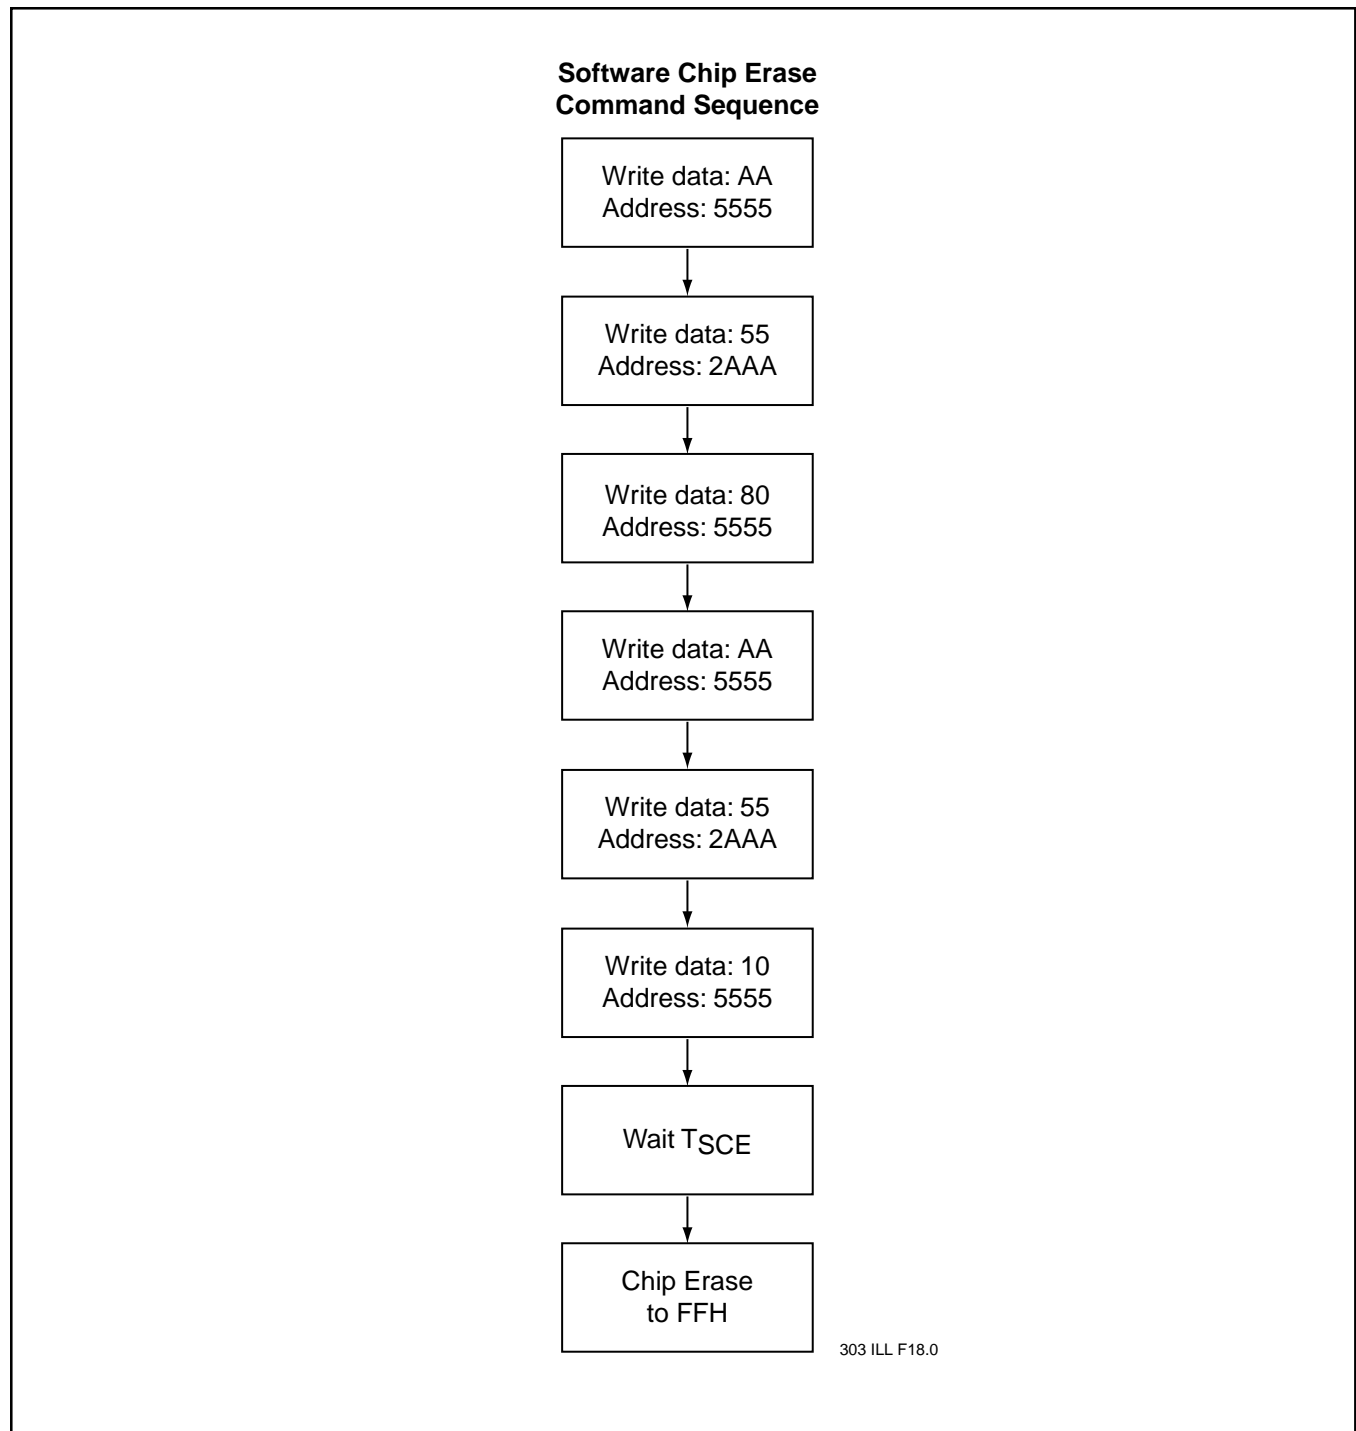 Software Chip Erase
Command Sequence
Write data: AA
Address: 5555
Write data: 55
Address: 2AAA
Write data: 80
Address: 5555
Write data: AA
Address: 5555
Write data: 55
Address: 2AAA
Write data: 10
Address: 5555
Wait TSCE
Chip Erase
to FFH
303 ILL F18.0